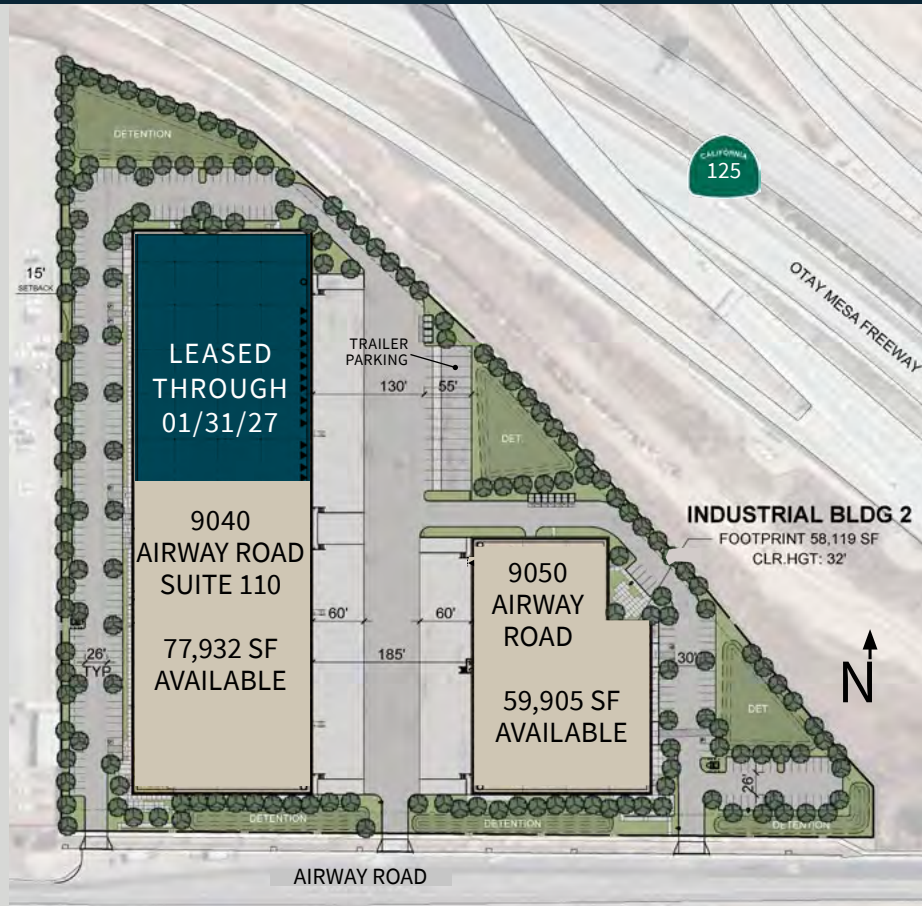 DETENTION
CALIFORNIA
125
15'
SETBACK
OTAY MESA FREEWAY
LEASED
THROUGH
01/31/27
TRAILER
PARKING
130'
55'
DET.
9040
AIRWAY ROAD
SUITE 110
77,932 SF
AVAILABLE
INDUSTRIAL BLDG 2
FOOTPRINT 58,119 SF
CLR.HGT: 32'
9050
AIRWAY
ROAD
59,905 SF
AVAILABLE
60'
60'
26'
TYP.
185'
30'
N
DET.
26'
DETENTION
DETENTION
DETENTION
AIRWAY ROAD